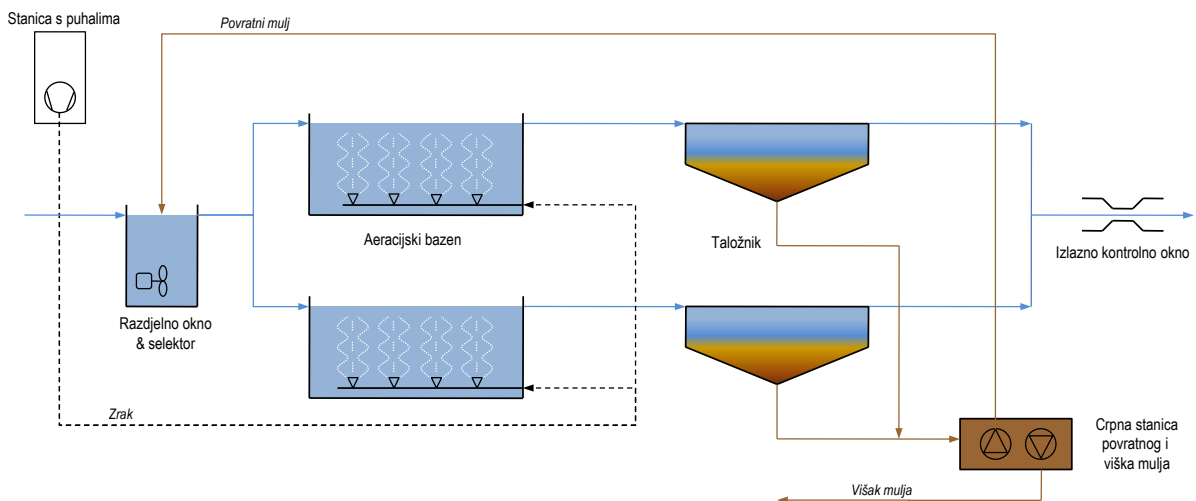 Stanica s puhalima
Povratni mulj
Aeracijski bazen
Taložnik
Izlazno kontrolno okno
Razdjelno okno
& selektor
Zrak
Crpna stanica
povratnog i
viška mulja
Višak mulja